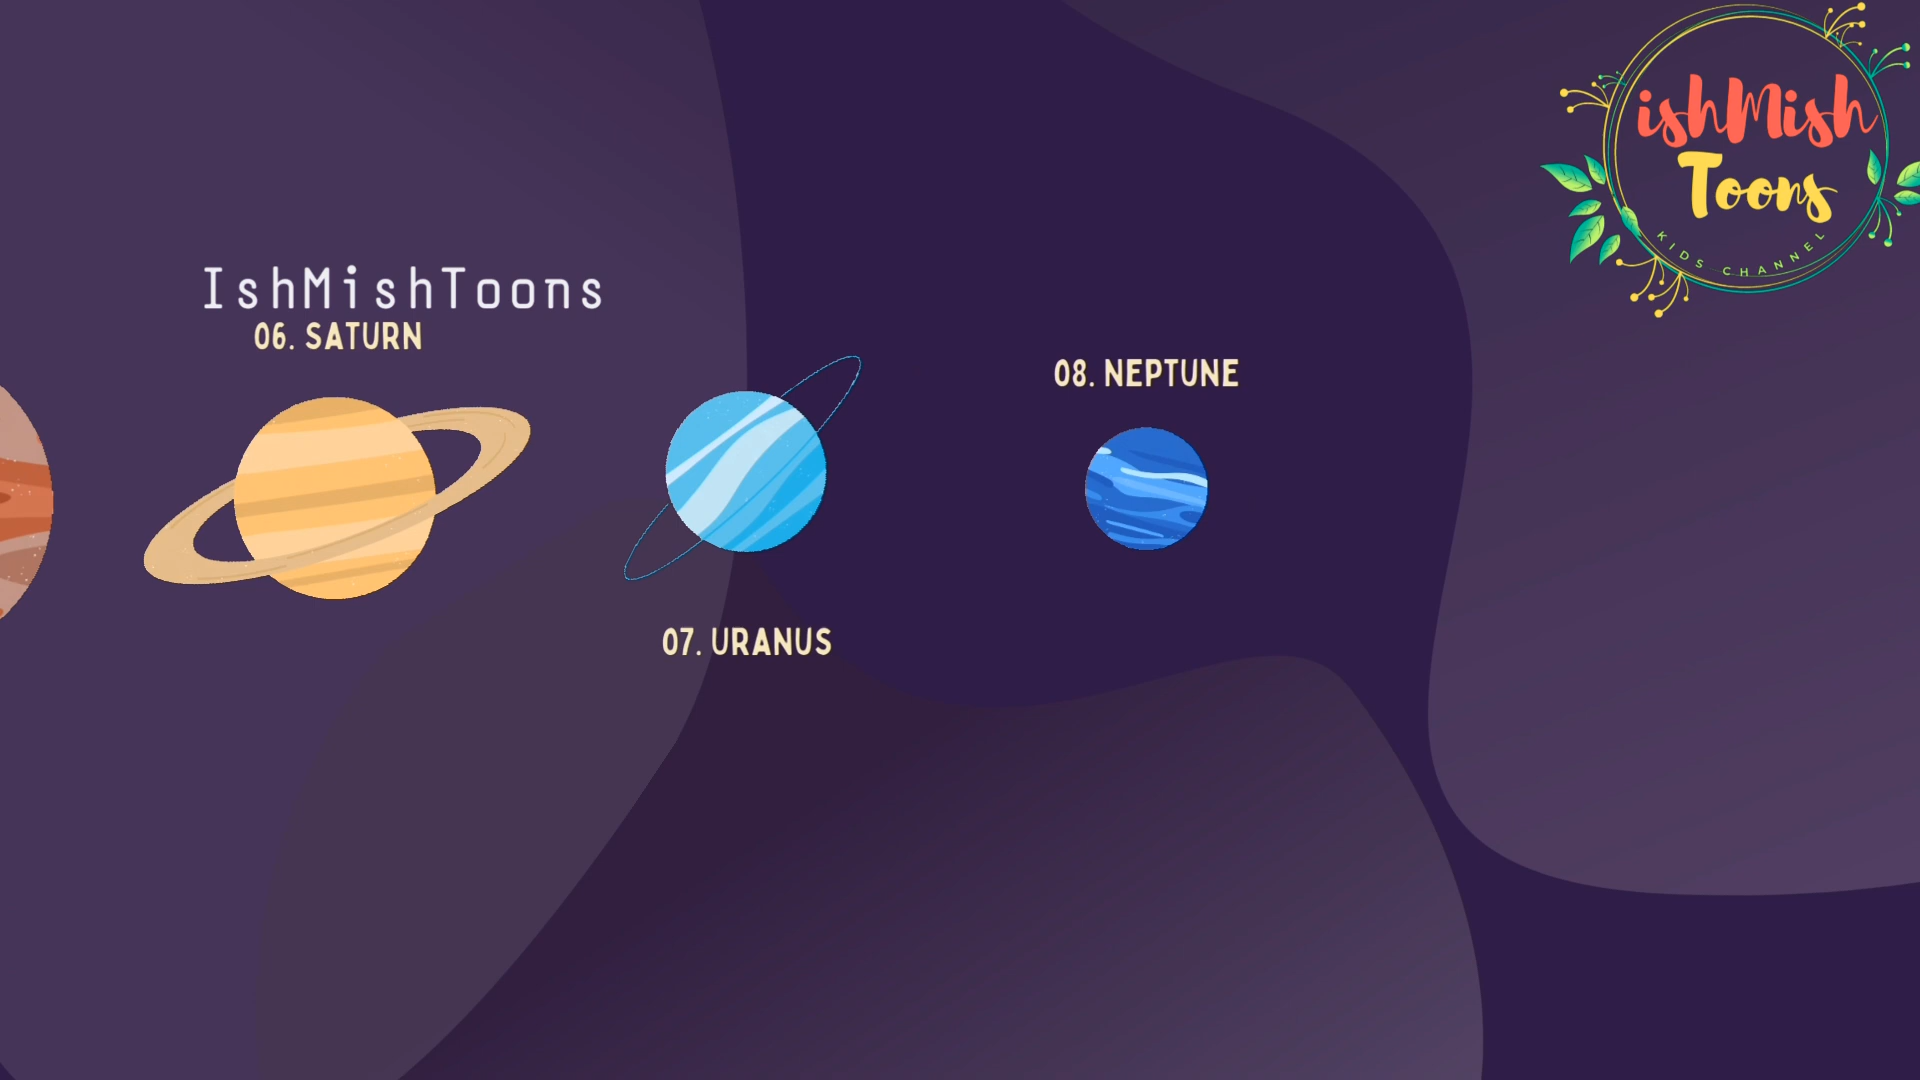 ishMish
Toons
KIDS CHANNEL
IshMishToons
06. SATURN
08. NEPTUNE
07. URANUS